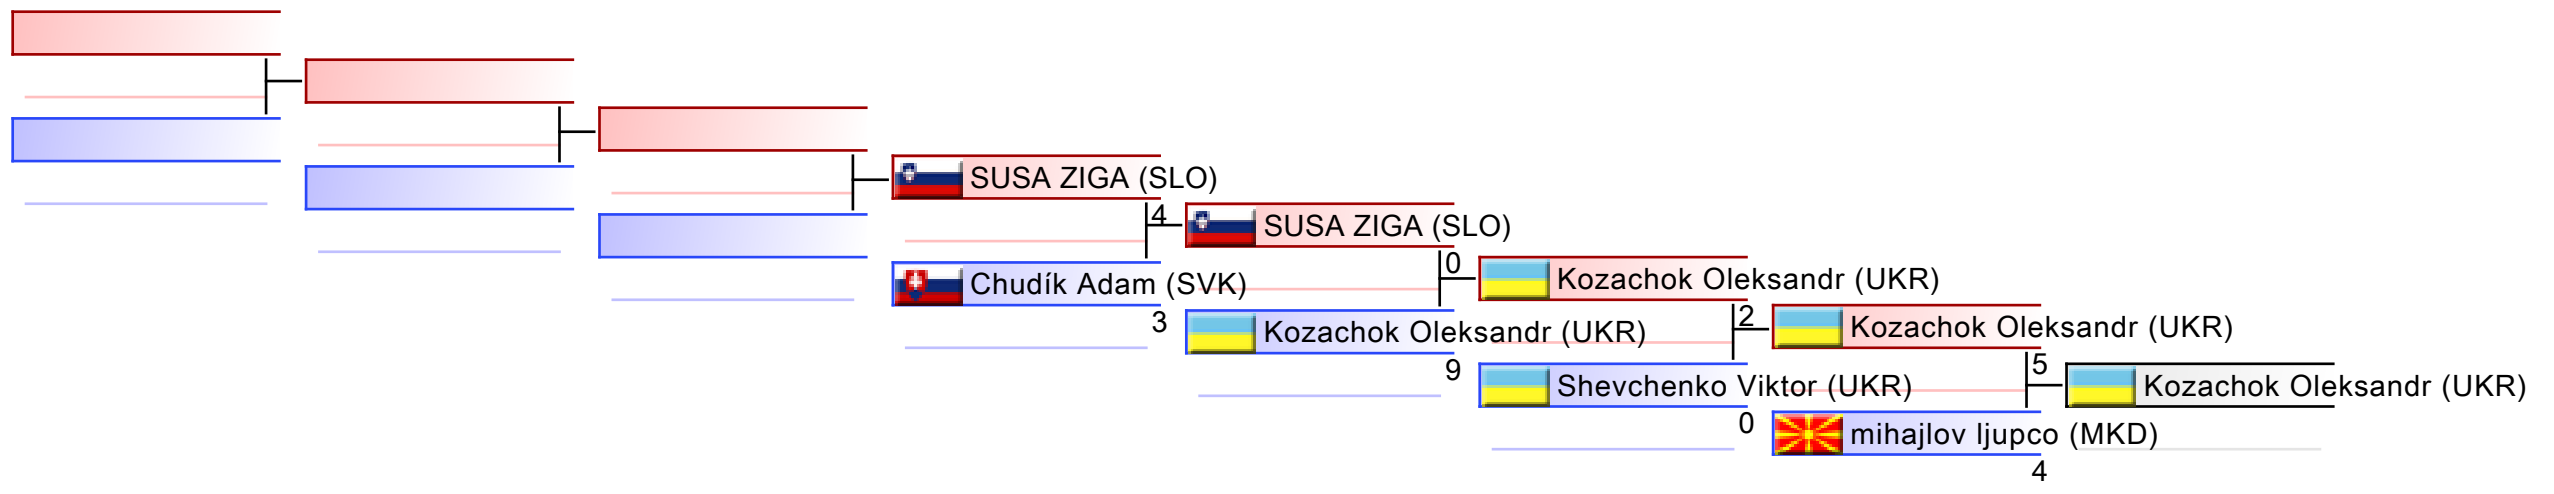 SUSA ZIGA (SLO)
4
Chudík Adam (SVK)
3
SUSA ZIGA (SLO)
0
Kozachok Oleksandr (UKR)
9
Kozachok Oleksandr (UKR)
2
Shevchenko Viktor (UKR)
0
Kozachok Oleksandr (UKR)
5
mihajlov ljupco (MKD)
4
Kozachok Oleksandr (UKR)